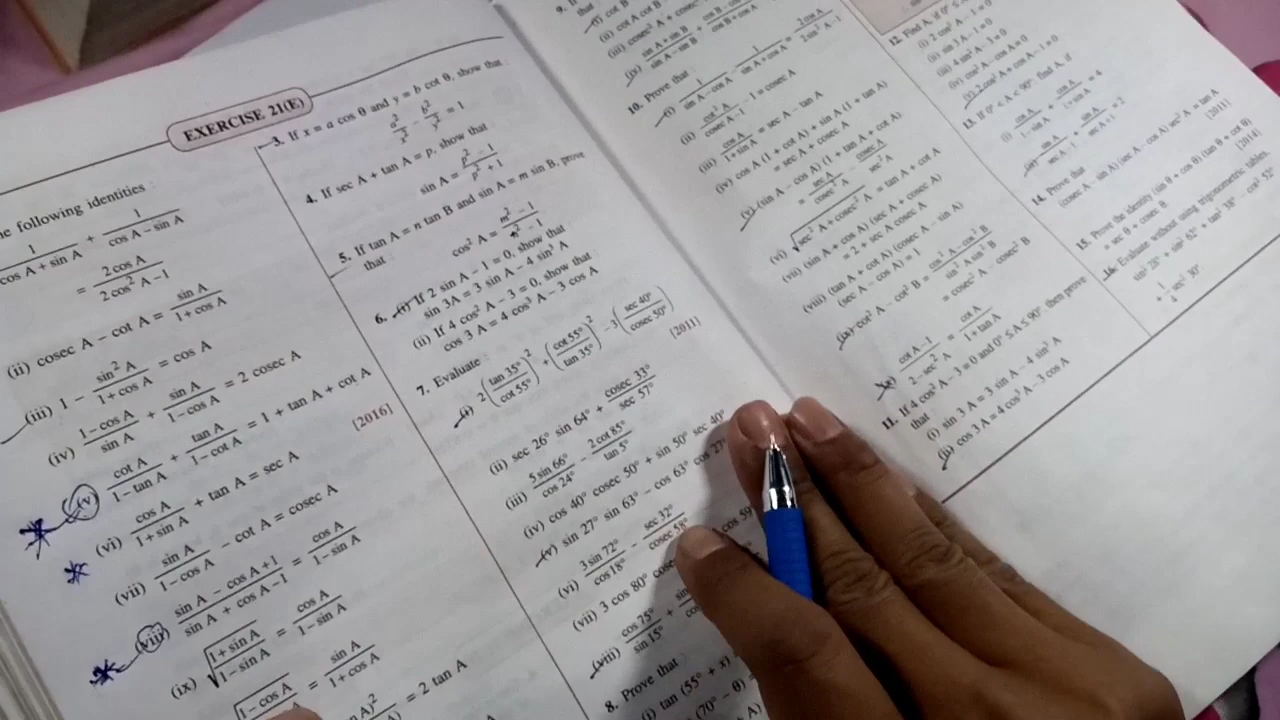 EXERCISE 21(E)
he following identities :
1/(cos A + sin A) + 1/(cos A − sin A)
= 2 cos A/(2 cos² A − 1)
(ii) cosec A − cot A = sin A/(1 + cos A)
(iii) 1 − sin² A/(1 + cos A) = cos A
(iv) (1 − cos A)/sin A + sin A/(1 − cos A) = 2 cosec A
(v) cot A/(1 − tan A) + tan A/(1 − cot A) = 1 + tan A + cot A
[2016]
(vi) cos A/(1 + sin A) + tan A = sec A
(vii) sin A/(1 − cos A) − cot A = cosec A
(viii) (sin A − cos A + 1)/(sin A + cos A − 1) = cos A/(1 − sin A)
(ix) √((1 + sin A)/(1 − sin A)) = cos A/(1 − sin A)
1 − cos A = sin A/(1 + cos A)
= 2 tan A
3. If x = a cos θ and y = b cot θ, show that
a²/x² − b²/y² = 1
4. If sec A + tan A = p, show that
sin A = (p² − 1)/(p² + 1)
5. If tan A = n tan B and sin A = m sin B, prove
that :
cos² A = (m² − 1)/(n² − 1)
6. (i) If 2 sin A − 1 = 0, show that
sin 3A = 3 sin A − 4 sin³ A
(ii) If 4 cos² A − 3 = 0, show that
cos 3 A = 4 cos³ A − 3 cos A
7. Evaluate :
(i) 2(tan 35°/cot 55°)² + (cot 55°/tan 35°)² − 3(sec 40°/cosec 50°)
[2011]
(ii) sec 26° sin 64° + cosec 33°/sec 57°
(iii) 5 sin 66°/cos 24° − 2 cot 85°/tan 5°
(iv) cos 40° cosec 50° + sin 50° sec 40°
(v) sin 27° sin 63° − cos 63° cos 27°
(vi) 3 sin 72°/cos 18° − sec 32°/cosec 58°
(vii) 3 cos 80° cos 59°
(viii) cos 75°/sin 15° +
8. Prove that :
(i) tan (55° + x)
(70° − θ)
that
(i) cot B
(ii) cot A cot B
(iv) (sin A + sin B)/(cos A − cos B)
10. Prove that :
(i) 1/(sin A − cos A) − 1/(sin A + cos A) = 2 cos A/(2 sin² A − 1)
(ii) cot² A/(cosec A − 1) − 1 = cosec A
(iii) cos A/(1 + sin A) = sec A − tan A
(iv) cos A (1 + cot A) + sin A (1 + tan A)
= sec A + cosec A
(v) (sin A − cos A) (1 + tan A + cot A)
= sec A/cosec² A − cosec A/sec² A
(vi) √(sec² A + cosec² A) = tan A + cot A
(vii) (sin A + cos A) (sec A + cosec A)
= 2 + sec A cosec A
(viii) (tan A + cot A) (cosec A − sin A)
(sec A − cos A) = 1
(ix) cot² A − cot² B = (cos² A − cos² B)/(sin² A sin² B)
= cosec² A − cosec² B
(x) (cot A − 1)/(2 − sec² A) = cot A/(1 + tan A)
11. If 4 cos² A − 3 = 0 and 0° ≤ A ≤ 90°, then prove
that :
(i) sin 3 A = 3 sin A − 4 sin³ A
(ii) cos 3 A = 4 cos³ A − 3 cos A
12. Find A, if 0°
(i) 2 cos² A − 1 = 0
(ii) sin 3 A − 1 = 0
(iii) 4 sin² A − 3 = 0
(iv) cos² A − cos A = 0
(v) 2 cos² A + cos A − 1 = 0
13. If 0° < A < 90°; find A, if
(i) cos A/(1 − sin A) + cos A/(1 + sin A) = 4
(ii) sin A/(sec A − 1) + sin A/(sec A + 1) = 2
14. Prove that :
(cosec A − sin A) (sec A − cos A) sec² A = tan A
[2011]
15. Prove the identity (sin θ + cos θ) (tan θ + cot θ)
= sec θ + cosec θ.
[2014]
16. Evaluate without using trigonometric tables,
sin² 28° + sin² 62° + tan² 38° − cot² 52°
+ 1/4 sec² 30°